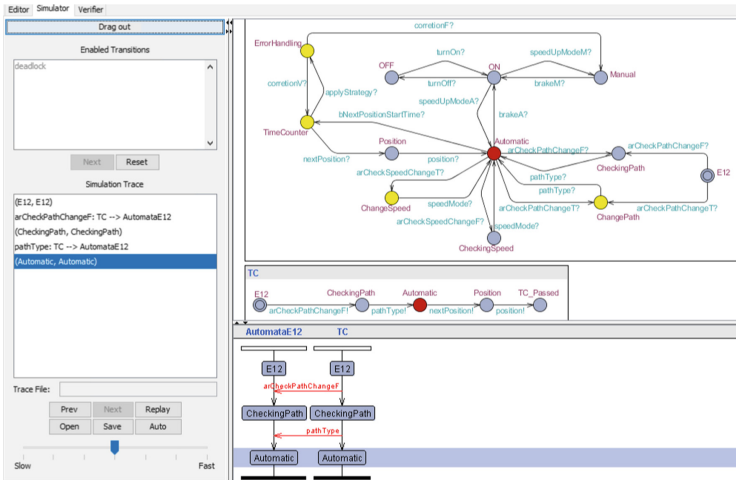 Editor Simulator Verifier
Drag out
Enabled Transitions
deadlock
Next Reset
Simulation Trace
(E12, E12)
arCheckPathChangeF: TC --> AutomataE12
(CheckingPath, CheckingPath)
pathType: TC --> AutomataE12
(Automatic, Automatic)
Trace File:
Prev Next Replay
Open Save Auto
Slow Fast
corretionF?
ErrorHandling
turnOn?
speedUpModeM?
OFF
ON
Manual
corretionV?
applyStrategy?
turnOff?
brakeM?
speedUpModeA?
brakeA?
bNextPositionStartTime?
TimeCounter
Position
Automatic
arCheckPathChangeF?
arCheckPathChangeF?
nextPosition?
position?
CheckingPath
E12
arCheckSpeedChangeT?
pathType?
pathType?
ChangeSpeed
speedMode?
arCheckPathChangeT?
ChangePath
arCheckPathChangeT?
arCheckSpeedChangeF?
speedMode?
CheckingSpeed
TC
E12 CheckingPath Automatic Position TC_Passed
arCheckPathChangeF! pathType! nextPosition! position!
AutomataE12 TC
E12 E12
arCheckPathChangeF
CheckingPath CheckingPath
pathType
Automatic Automatic